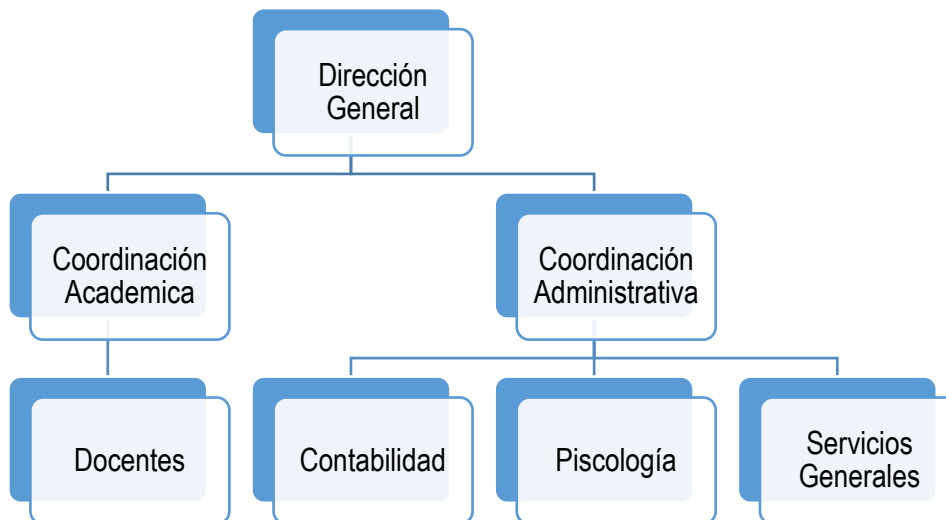 Dirección
General
Coordinación
Academica
Coordinación
Administrativa
Docentes
Contabilidad
Piscología
Servicios
Generales